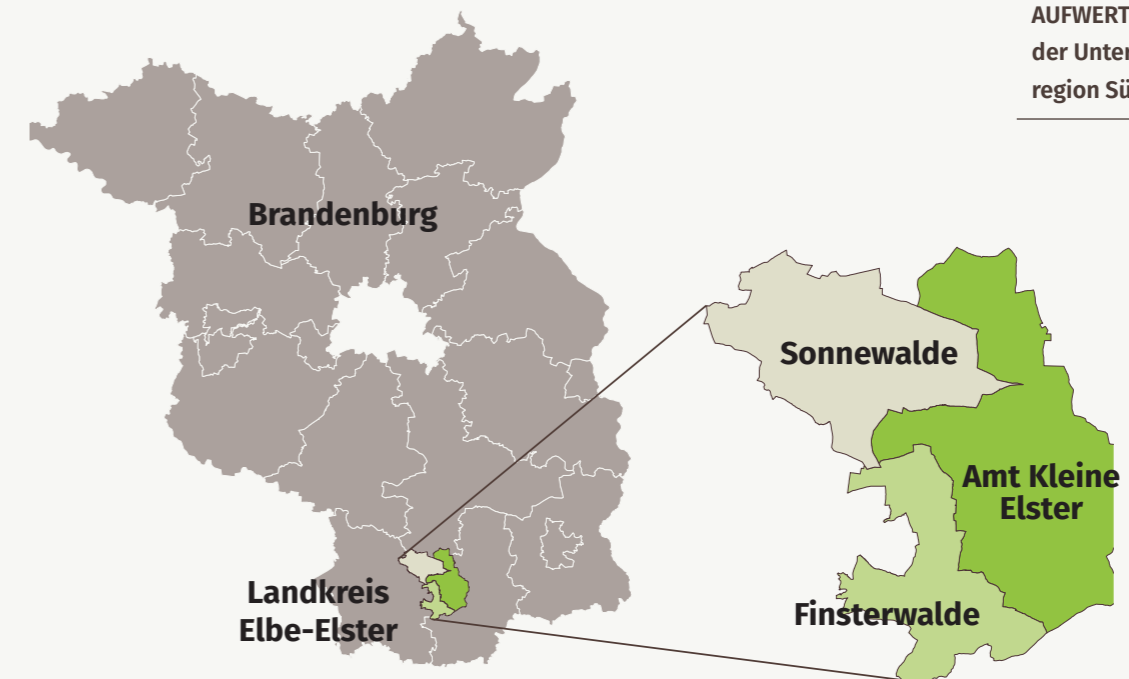 AUFWERT
der Unter
region Sü
Brandenburg
Sonnewalde
Amt Kleine
Elster
Landkreis
Elbe-Elster
Finsterwalde